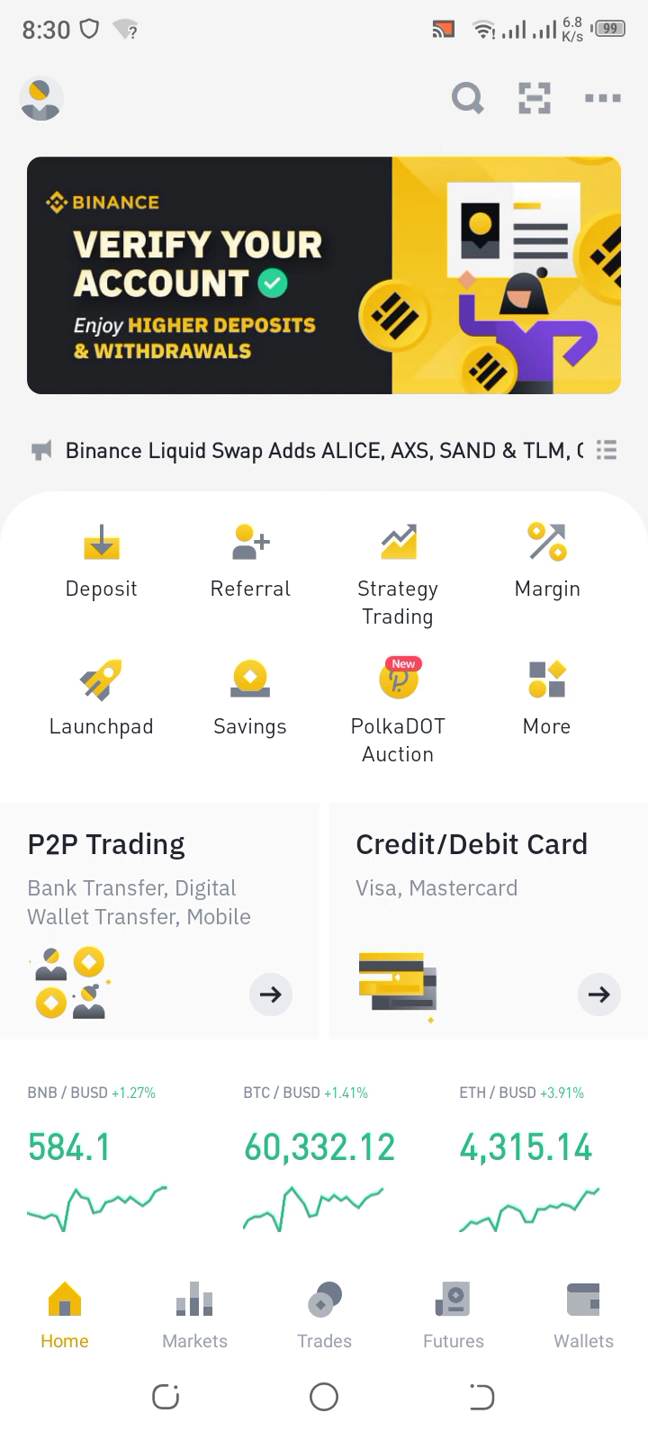 8:30
6.8
K/s
99
BINANCE
VERIFY YOUR
ACCOUNT
Enjoy HIGHER DEPOSITS
& WITHDRAWALS
Binance Liquid Swap Adds ALICE, AXS, SAND & TLM,
Deposit
Referral
Strategy
Trading
Margin
Launchpad
Savings
New
PolkaDOT
Auction
More
P2P Trading
Bank Transfer, Digital
Wallet Transfer, Mobile
Credit/Debit Card
Visa, Mastercard
BNB / BUSD +1.27%
584.1
BTC / BUSD +1.41%
60,332.12
ETH / BUSD +3.91%
4,315.14
Home
Markets
Trades
Futures
Wallets